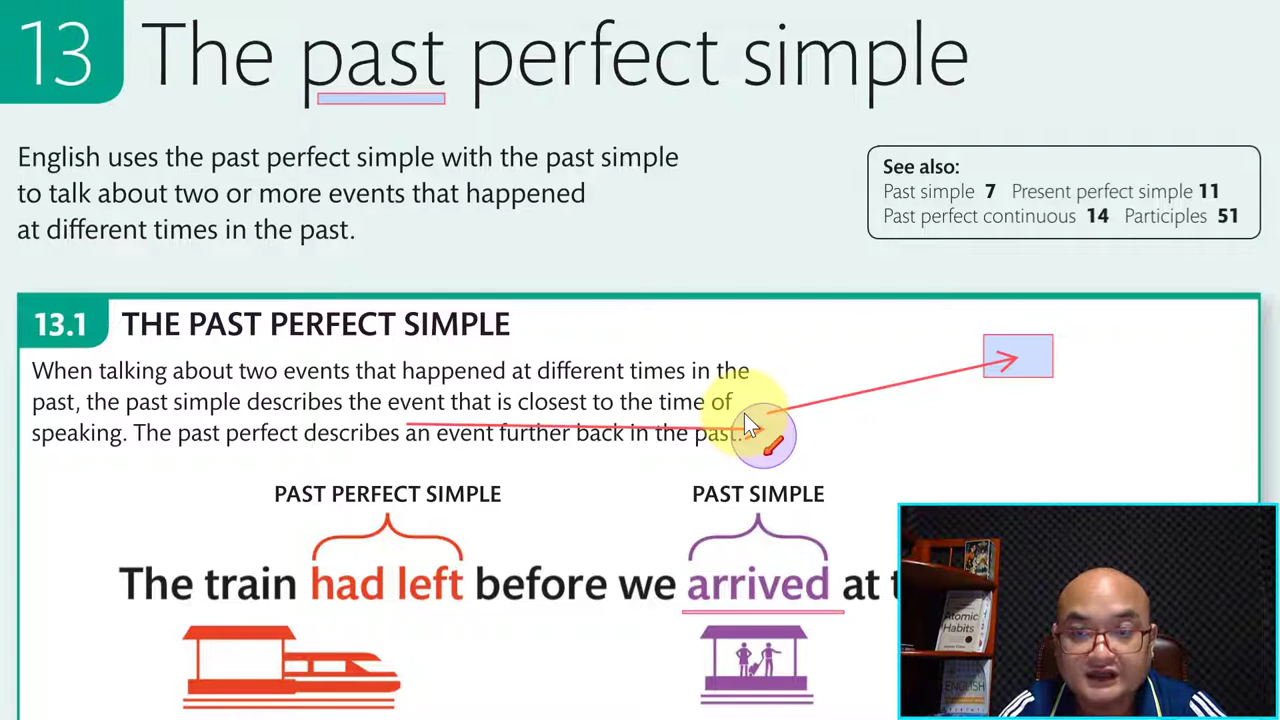 13 The past perfect simple
English uses the past perfect simple with the past simple
to talk about two or more events that happened
at different times in the past.
See also:
Past simple 7 Present perfect simple 11
Past perfect continuous 14 Participles 51
13.1 THE PAST PERFECT SIMPLE
When talking about two events that happened at different times in the
past, the past simple describes the event that is closest to the time of
speaking. The past perfect describes an event further back in the past.
PAST PERFECT SIMPLE PAST SIMPLE
The train had left before we arrived at t
Atomic
Habits
ENGLISH